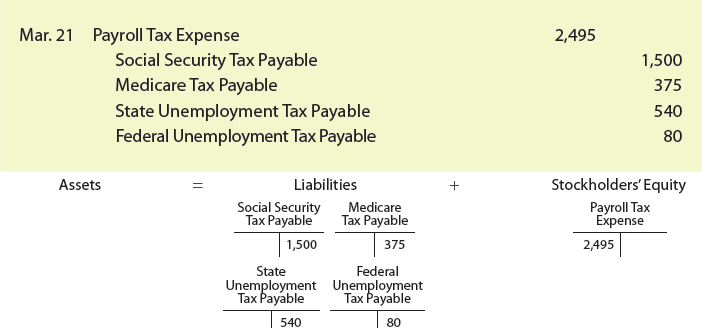 Mar. 21 Payroll Tax Expense 2,495
Social Security Tax Payable 1,500
Medicare Tax Payable 375
State Unemployment Tax Payable 540
Federal Unemployment Tax Payable 80
Assets = Liabilities + Stockholders' Equity
Social Security Medicare Payroll Tax
Tax Payable Tax Payable Expense
1,500 375 2,495
State Federal
Unemployment Unemployment
Tax Payable Tax Payable
540 80